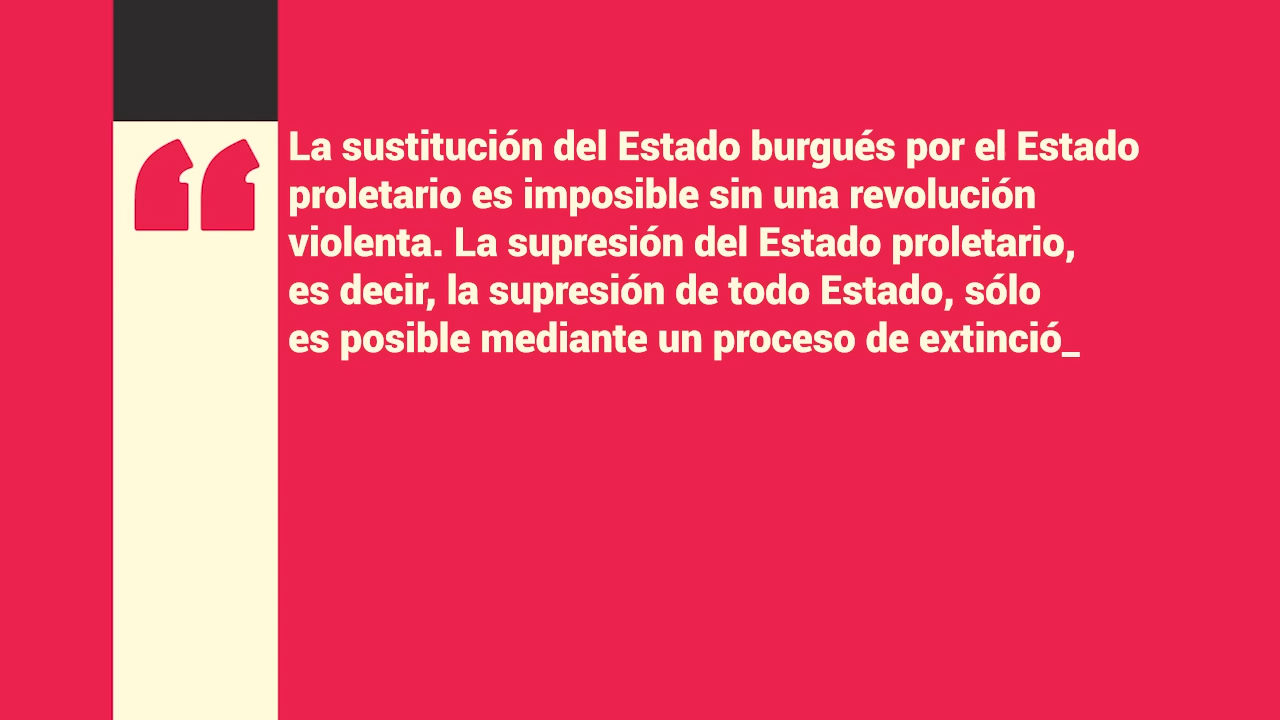 La sustitución del Estado burgués por el Estado
proletario es imposible sin una revolución
violenta. La supresión del Estado proletario,
es decir, la supresión de todo Estado, sólo
es posible mediante un proceso de extinció_